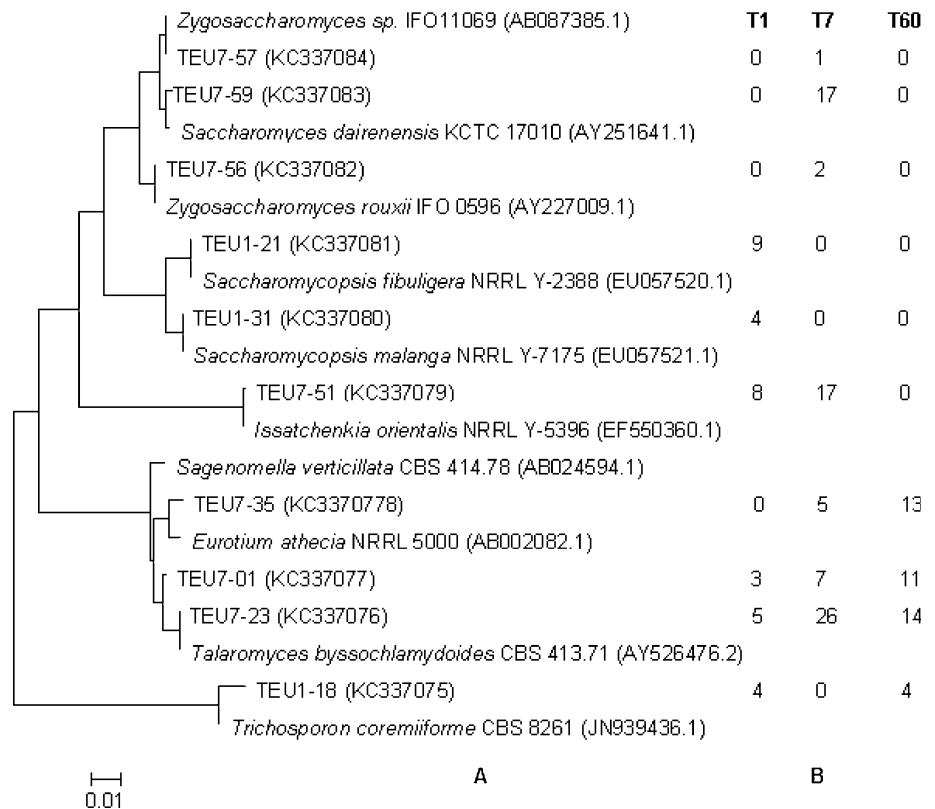 Zygosaccharomyces sp. IFO11069 (AB087385.1) T1 T7 T60
TEU7-57 (KC337084) 0 1 0
TEU7-59 (KC337083) 0 17 0
Saccharomyces dairenensis KCTC 17010 (AY251641.1)
TEU7-56 (KC337082) 0 2 0
Zygosaccharomyces rouxii IFO 0596 (AY227009.1)
TEU1-21 (KC337081) 9 0 0
Saccharomycopsis fibuligera NRRL Y-2388 (EU057520.1)
TEU1-31 (KC337080) 4 0 0
Saccharomycopsis malanga NRRL Y-7175 (EU057521.1)
TEU7-51 (KC337079) 8 17 0
Issatchenkia orientalis NRRL Y-5396 (EF550360.1)
Sagenomella verticillata CBS 414.78 (AB024594.1)
TEU7-35 (KC3370778) 0 5 13
Eurotium athecia NRRL 5000 (AB002082.1)
TEU7-01 (KC337077) 3 7 11
TEU7-23 (KC337076) 5 26 14
Talaromyces byssochlamydoides CBS 413.71 (AY526476.2)
TEU1-18 (KC337075) 4 0 4
Trichosporon coremiiforme CBS 8261 (JN939436.1)
A B
0.01